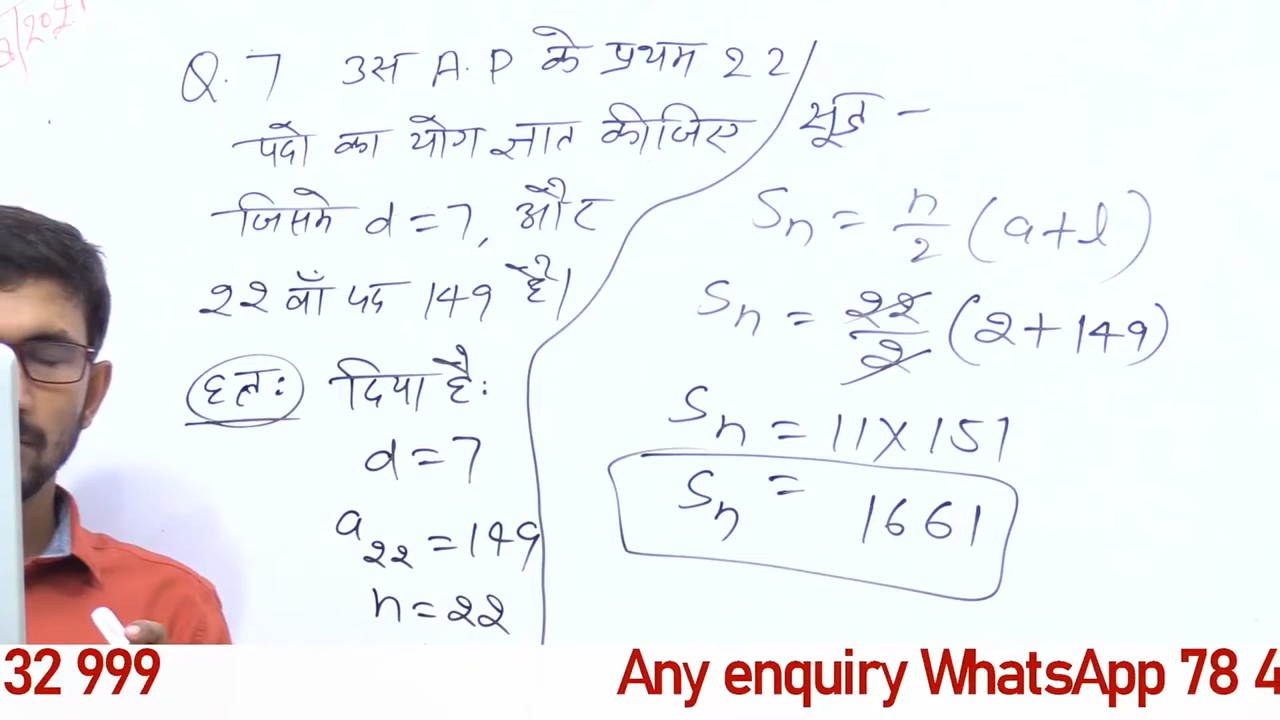 Q. 7 उस A.P के प्रथम 22
पदो का योग ज्ञात कीजिए
जिसमे d = 7, और
22 वाँ पद 149 है।
हल: दिया है:
d = 7
a22 = 149
n = 22
सूत्र –
Sn = n/2 (a + l)
Sn = 22/2 (2 + 149)
Sn = 11 × 151
Sn = 1661
32 999
Any enquiry WhatsApp 78 4